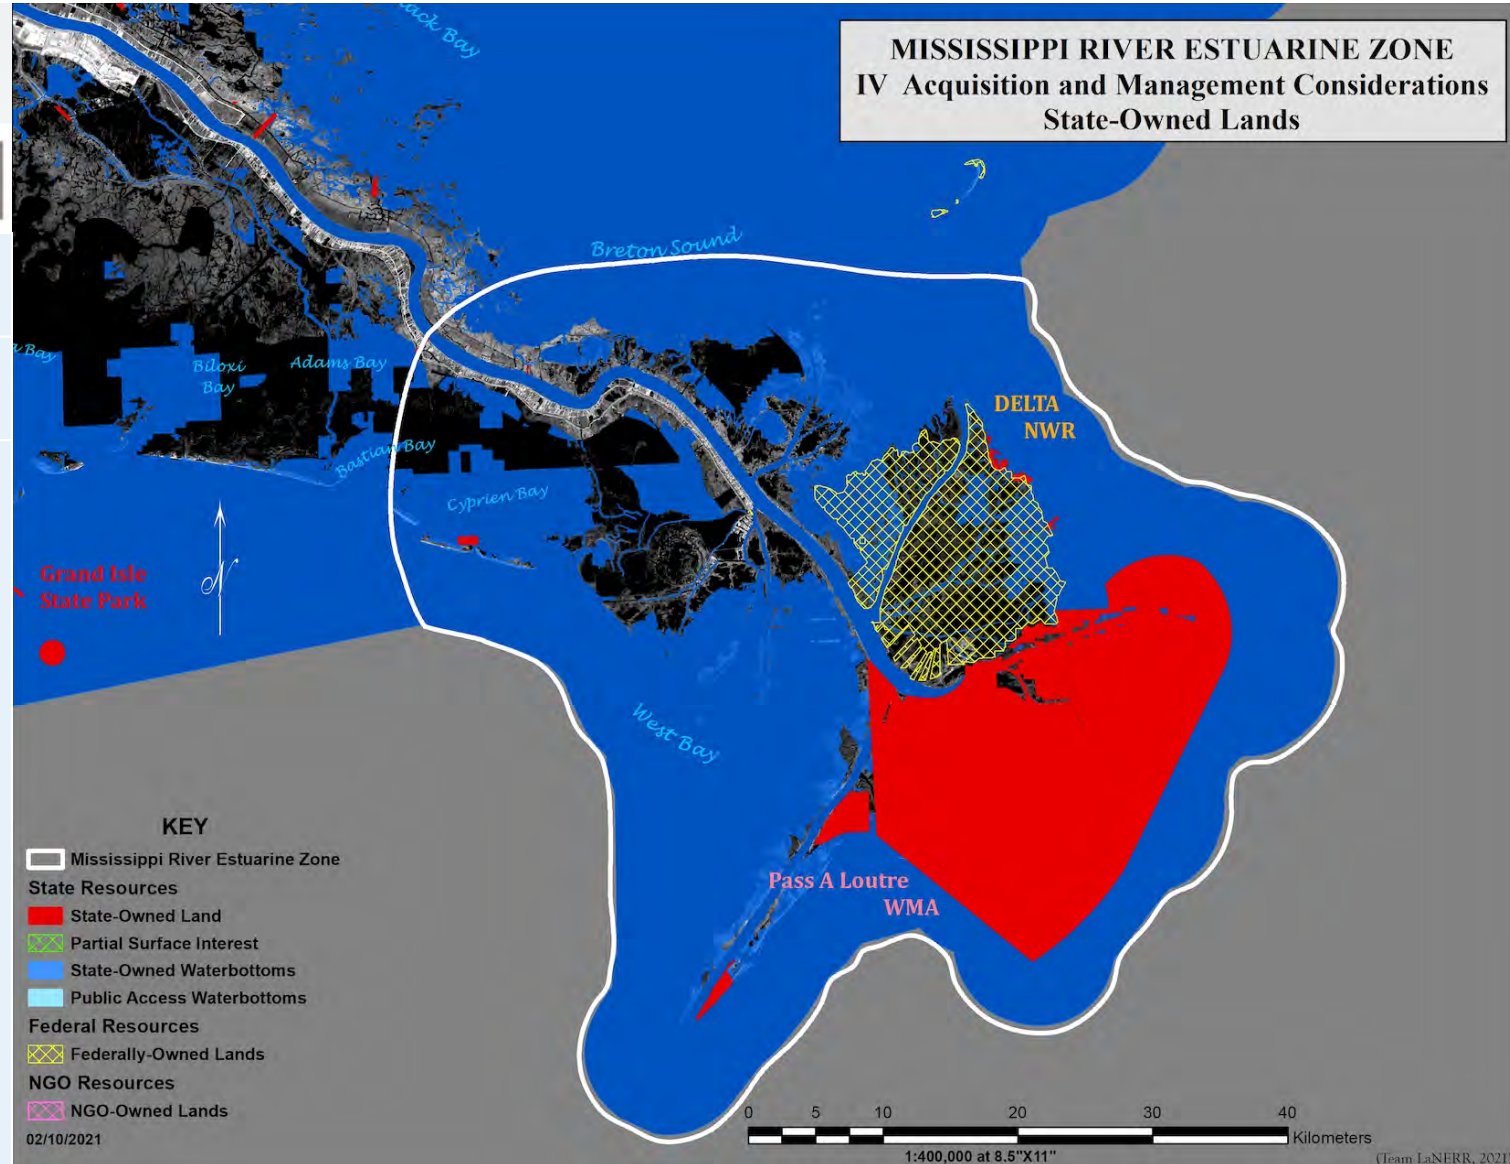 MISSISSIPPI RIVER ESTUARINE ZONE
IV Acquisition and Management Considerations
State-Owned Lands
Bay
Breton Sound
Bay
Biloxi
Bay
Adams Bay
Bastian Bay
Cyprien Bay
DELTA
NWR
Grand Isle
State Park
N
West Bay
Pass A Loutre
WMA
KEY
Mississippi River Estuarine Zone
State Resources
State-Owned Land
Partial Surface Interest
State-Owned Waterbottoms
Public Access Waterbottoms
Federal Resources
Federally-Owned Lands
NGO Resources
NGO-Owned Lands
02/10/2021
0 5 10 20 30 40
Kilometers
1:400,000 at 8.5"X11"
(Team LaNERR, 2021